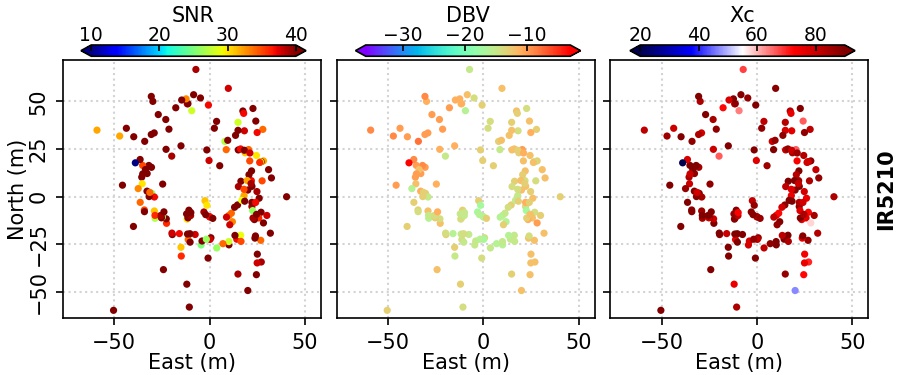 SNR DBV Xc
10 20 30 40 −30 −20 −10 20 40 60 80
50
25
0
−25
−50
North (m)
IR5210
−50 0 50 −50 0 50 −50 0 50
East (m) East (m) East (m)